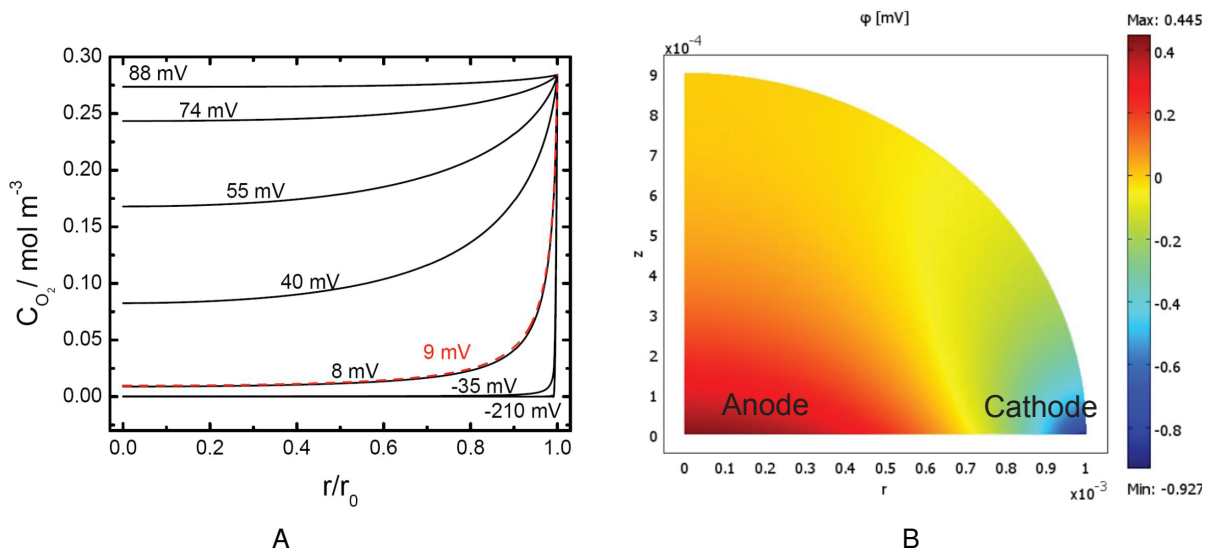 0.30
0.25
0.20
0.15
0.10
0.05
0.00
C_{O_2} / mol m^{-3}
88 mV
74 mV
55 mV
40 mV
9 mV
8 mV
-35 mV
-210 mV
0.0 0.2 0.4 0.6 0.8 1.0
r/r_0
A
φ [mV]
Max: 0.445
×10^{-4}
9
8
7
6
5
4
3
2
1
0
z
Anode
Cathode
0 0.1 0.2 0.3 0.4 0.5 0.6 0.7 0.8 0.9 1
r
×10^{-3}
0.4
0.2
0
-0.2
-0.4
-0.6
-0.8
Min: -0.927
B